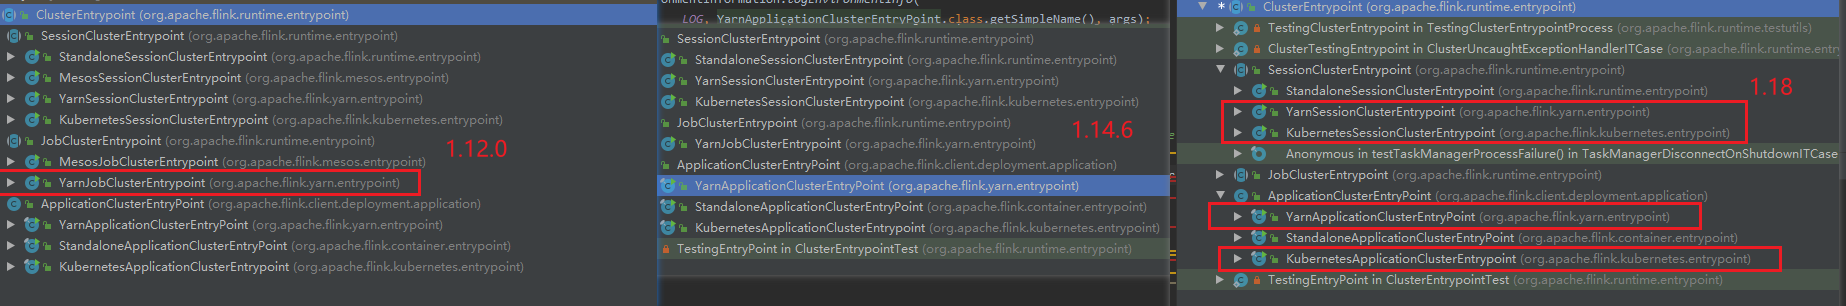 ClusterEntrypoint (org.apache.flink.runtime.entrypoint)
SessionClusterEntrypoint (org.apache.flink.runtime.entrypoint)
StandaloneSessionClusterEntrypoint (org.apache.flink.runtime.entrypoint)
MesosSessionClusterEntrypoint (org.apache.flink.mesos.entrypoint)
YarnSessionClusterEntrypoint (org.apache.flink.yarn.entrypoint)
KubernetesSessionClusterEntrypoint (org.apache.flink.kubernetes.entrypoint)
JobClusterEntrypoint (org.apache.flink.runtime.entrypoint)
1.12.0
MesosJobClusterEntrypoint (org.apache.flink.mesos.entrypoint)
YarnJobClusterEntrypoint (org.apache.flink.yarn.entrypoint)
ApplicationClusterEntryPoint (org.apache.flink.client.deployment.application)
YarnApplicationClusterEntryPoint (org.apache.flink.yarn.entrypoint)
StandaloneApplicationClusterEntryPoint (org.apache.flink.container.entrypoint)
KubernetesApplicationClusterEntrypoint (org.apache.flink.kubernetes.entrypoint)
LOG, YarnApplicationClusterEntryPoint.class.getSimpleName(), args);
SessionClusterEntrypoint (org.apache.flink.runtime.entrypoint)
StandaloneSessionClusterEntrypoint (org.apache.flink.runtime.entrypoint)
YarnSessionClusterEntrypoint (org.apache.flink.yarn.entrypoint)
KubernetesSessionClusterEntrypoint (org.apache.flink.kubernetes.entrypoint)
JobClusterEntrypoint (org.apache.flink.runtime.entrypoint)
1.14.6
YarnJobClusterEntrypoint (org.apache.flink.yarn.entrypoint)
ApplicationClusterEntryPoint (org.apache.flink.client.deployment.application)
YarnApplicationClusterEntryPoint (org.apache.flink.yarn.entrypoint)
StandaloneApplicationClusterEntryPoint (org.apache.flink.container.entrypoint)
KubernetesApplicationClusterEntrypoint (org.apache.flink.kubernetes.entrypoint)
TestingEntryPoint in ClusterEntrypointTest (org.apache.flink.runtime.entrypoint)
* ClusterEntrypoint (org.apache.flink.runtime.entrypoint)
TestingClusterEntrypoint in TestingClusterEntrypointProcess (org.apache.flink.runtime.testutils)
ClusterTestingEntrypoint in ClusterUncaughtExceptionHandlerITCase (org.apache.flink.runtime.entr
SessionClusterEntrypoint (org.apache.flink.runtime.entrypoint)
1.18
StandaloneSessionClusterEntrypoint (org.apache.flink.runtime.entrypoint)
YarnSessionClusterEntrypoint (org.apache.flink.yarn.entrypoint)
KubernetesSessionClusterEntrypoint (org.apache.flink.kubernetes.entrypoint)
Anonymous in testTaskManagerProcessFailure() in TaskManagerDisconnectOnShutdownITCase
JobClusterEntrypoint (org.apache.flink.runtime.entrypoint)
ApplicationClusterEntryPoint (org.apache.flink.client.deployment.application)
YarnApplicationClusterEntryPoint (org.apache.flink.yarn.entrypoint)
StandaloneApplicationClusterEntryPoint (org.apache.flink.container.entrypoint)
KubernetesApplicationClusterEntrypoint (org.apache.flink.kubernetes.entrypoint)
TestingEntryPoint in ClusterEntrypointTest (org.apache.flink.runtime.entrypoint)